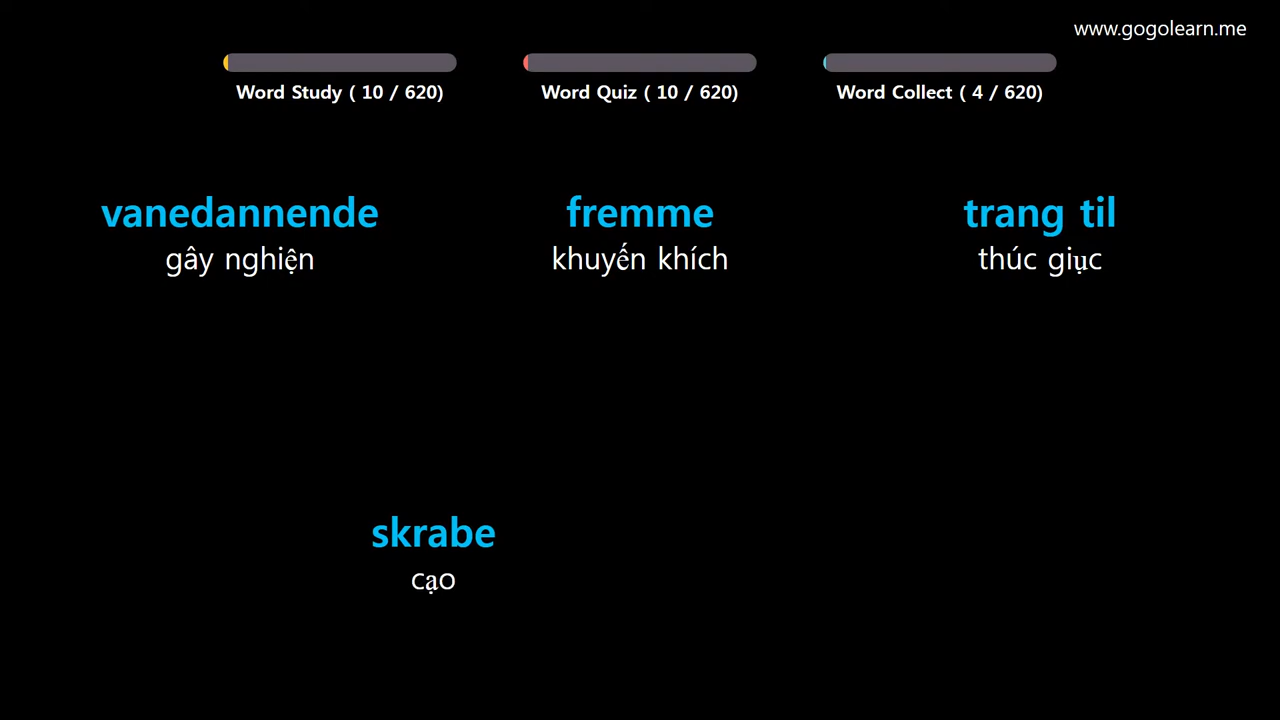 www.gogolearn.me
Word Study ( 10 / 620)
Word Quiz ( 10 / 620)
Word Collect ( 4 / 620)
vanedannende
gây nghiện
fremme
khuyến khích
trang til
thúc giục
skrabe
cạo